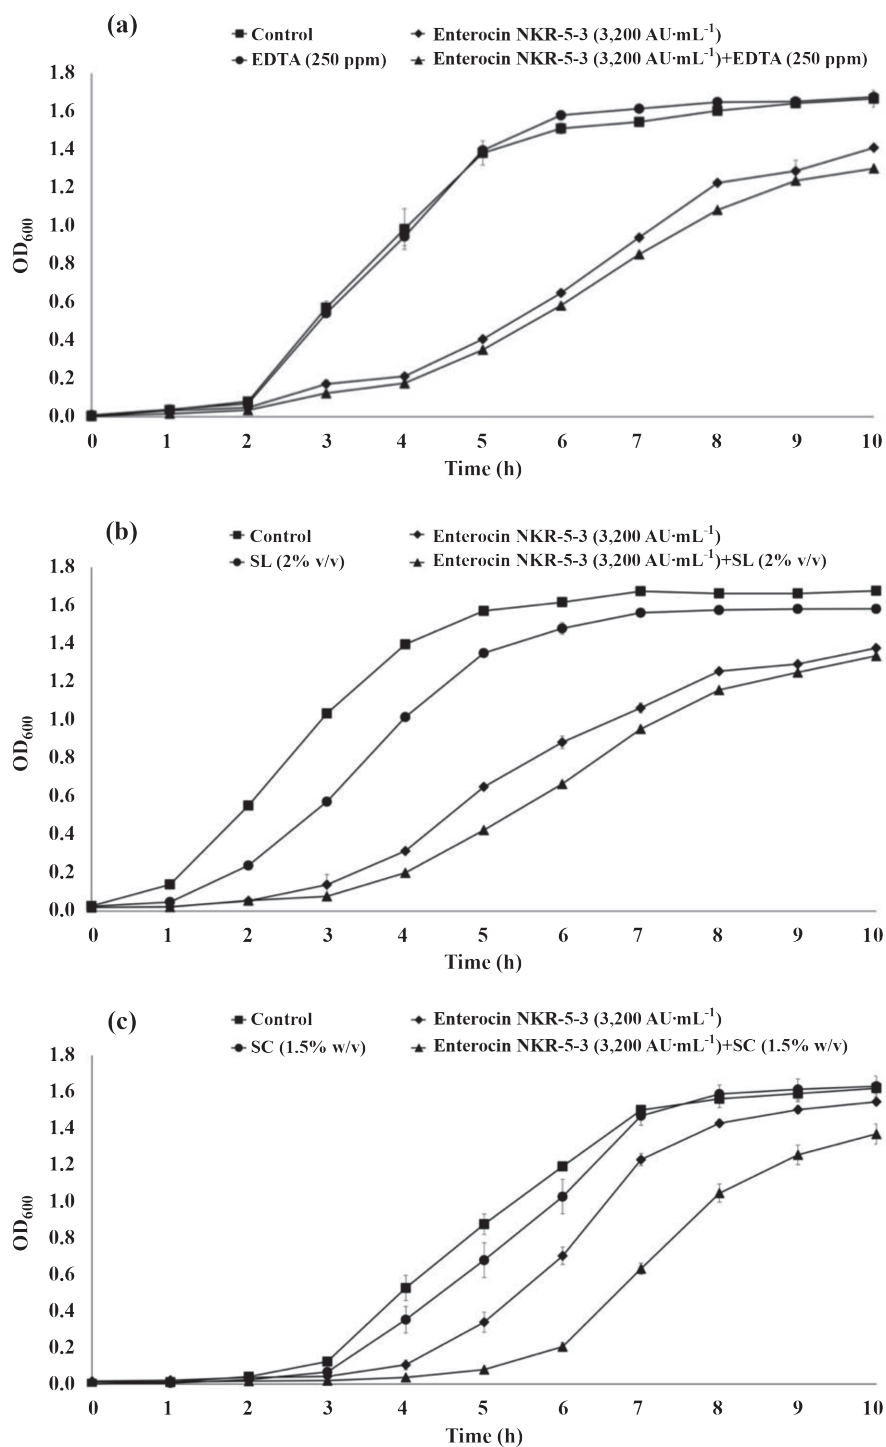 (a)
Control
Enterocin NKR-5-3 (3,200 AU·mL-1)
EDTA (250 ppm)
Enterocin NKR-5-3 (3,200 AU·mL-1)+EDTA (250 ppm)
1.8
1.6
1.4
1.2
1.0
0.8
0.6
0.4
0.2
0.0
OD600
0 1 2 3 4 5 6 7 8 9 10
Time (h)
(b)
Control
Enterocin NKR-5-3 (3,200 AU·mL-1)
SL (2% v/v)
Enterocin NKR-5-3 (3,200 AU·mL-1)+SL (2% v/v)
1.8
1.6
1.4
1.2
1.0
0.8
0.6
0.4
0.2
0.0
OD600
0 1 2 3 4 5 6 7 8 9 10
Time (h)
(c)
Control
Enterocin NKR-5-3 (3,200 AU·mL-1)
SC (1.5% w/v)
Enterocin NKR-5-3 (3,200 AU·mL-1)+SC (1.5% w/v)
1.8
1.6
1.4
1.2
1.0
0.8
0.6
0.4
0.2
0.0
OD600
0 1 2 3 4 5 6 7 8 9 10
Time (h)